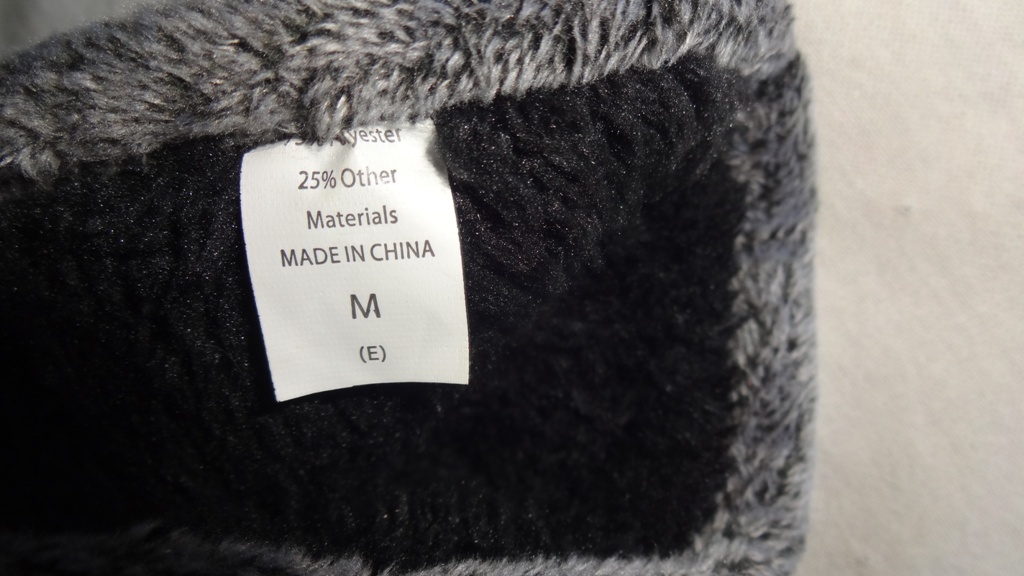 25% Other
Materials
MADE IN CHINA
M
(E)